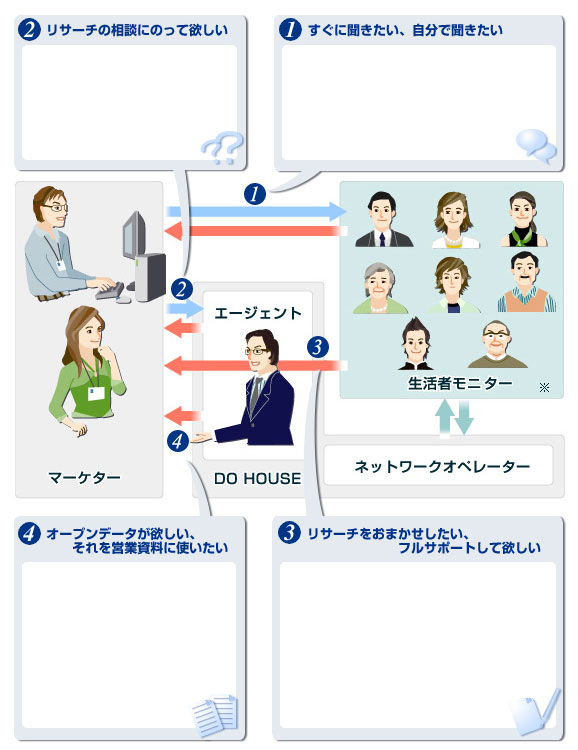 2 リサーチの相談にのって欲しい
1 すぐに聞きたい、自分で聞きたい
1
2
エージェント
3
生活者モニター ※
4
マーケター
DO HOUSE
ネットワークオペレーター
4 オープンデータが欲しい、
それを営業資料に使いたい
3 リサーチをおまかせしたい、
フルサポートして欲しい